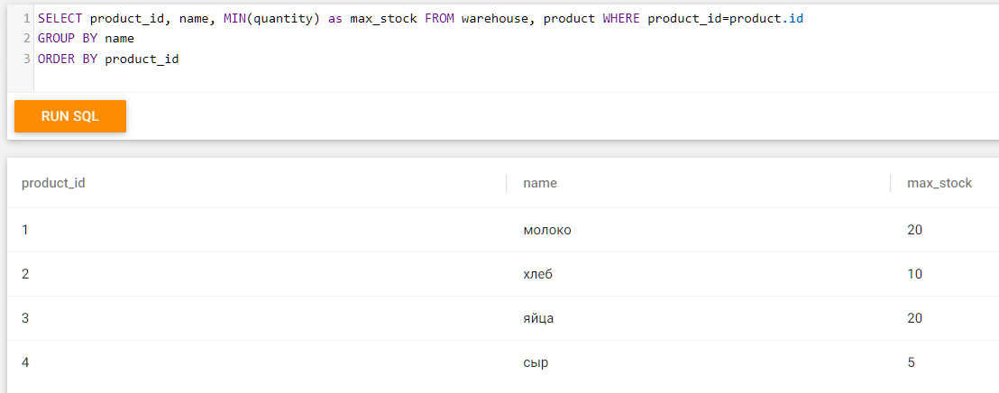 1 SELECT product_id, name, MIN(quantity) as max_stock FROM warehouse, product WHERE product_id=product.id
2 GROUP BY name
3 ORDER BY product_id
RUN SQL
product_id name max_stock
1 молоко 20
2 хлеб 10
3 яйца 20
4 сыр 5